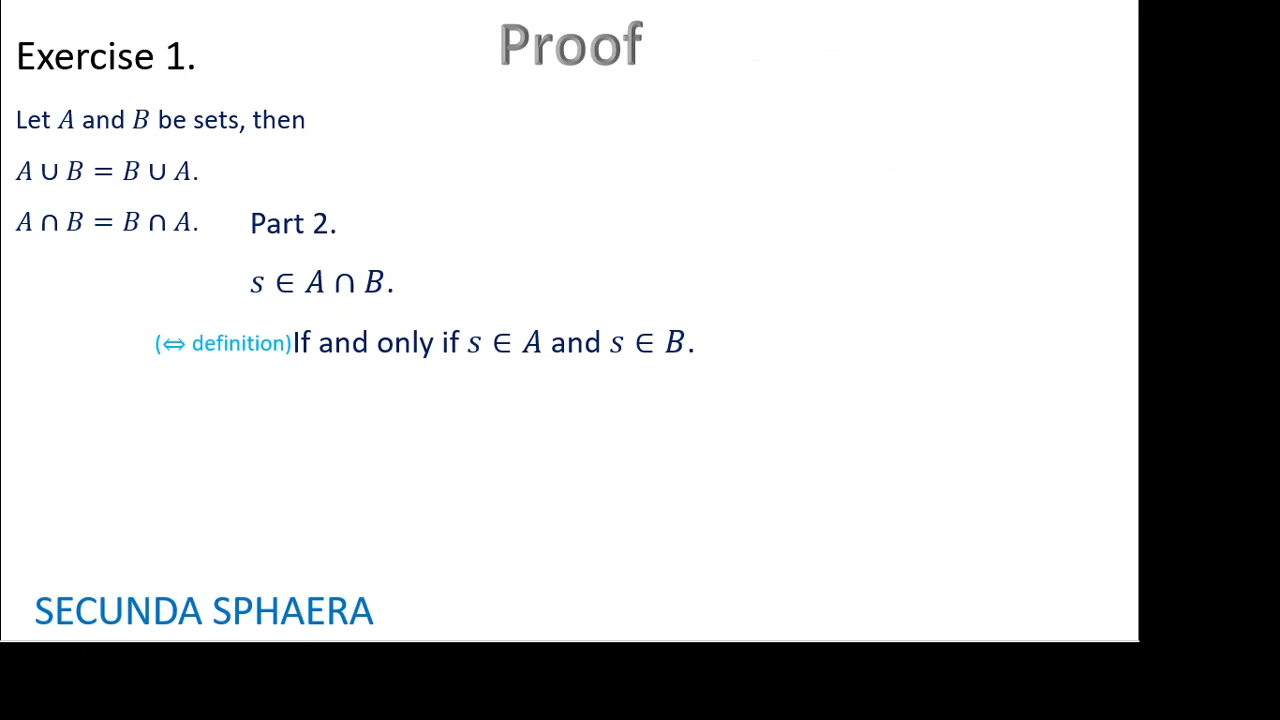 Proof
Exercise 1.
Let A and B be sets, then
A ∪ B = B ∪ A.
A ∩ B = B ∩ A. Part 2.
s ∈ A ∩ B.
(⇔ definition)If and only if s ∈ A and s ∈ B.
SECUNDA SPHAERA